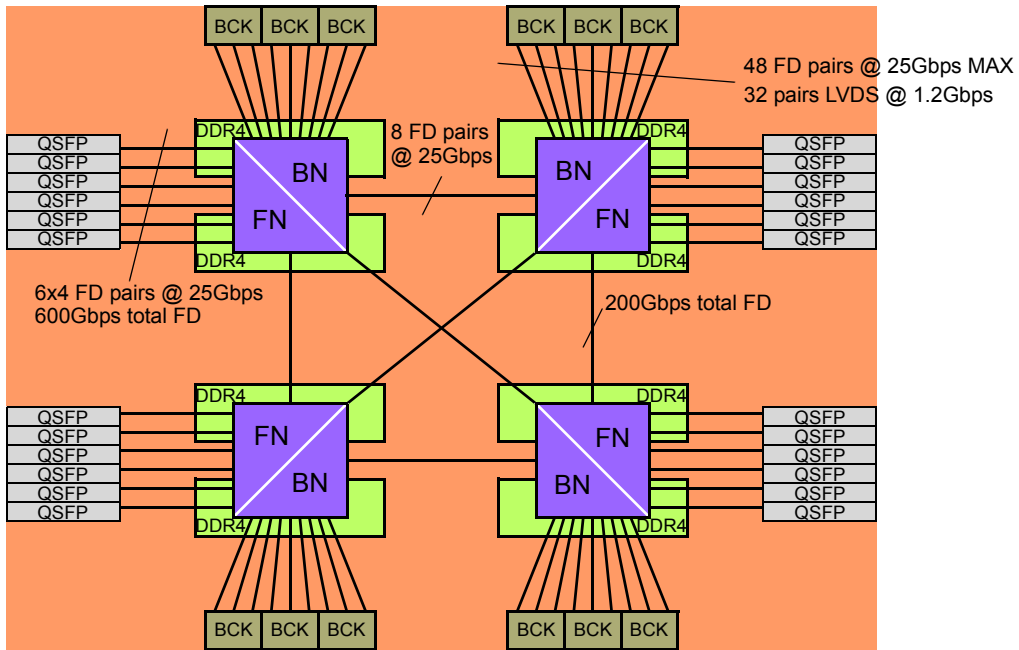 BCK BCK BCK
BCK BCK BCK
48 FD pairs @ 25Gbps MAX
32 pairs LVDS @ 1.2Gbps
DDR4
8 FD pairs
@ 25Gbps
DDR4
QSFP
QSFP
QSFP
QSFP
QSFP
QSFP
BN
FN
BN
FN
QSFP
QSFP
QSFP
QSFP
QSFP
QSFP
DDR4
DDR4
6x4 FD pairs @ 25Gbps
600Gbps total FD
200Gbps total FD
DDR4
DDR4
QSFP
QSFP
QSFP
QSFP
QSFP
QSFP
FN
BN
FN
BN
QSFP
QSFP
QSFP
QSFP
QSFP
QSFP
DDR4
DDR4
BCK BCK BCK
BCK BCK BCK